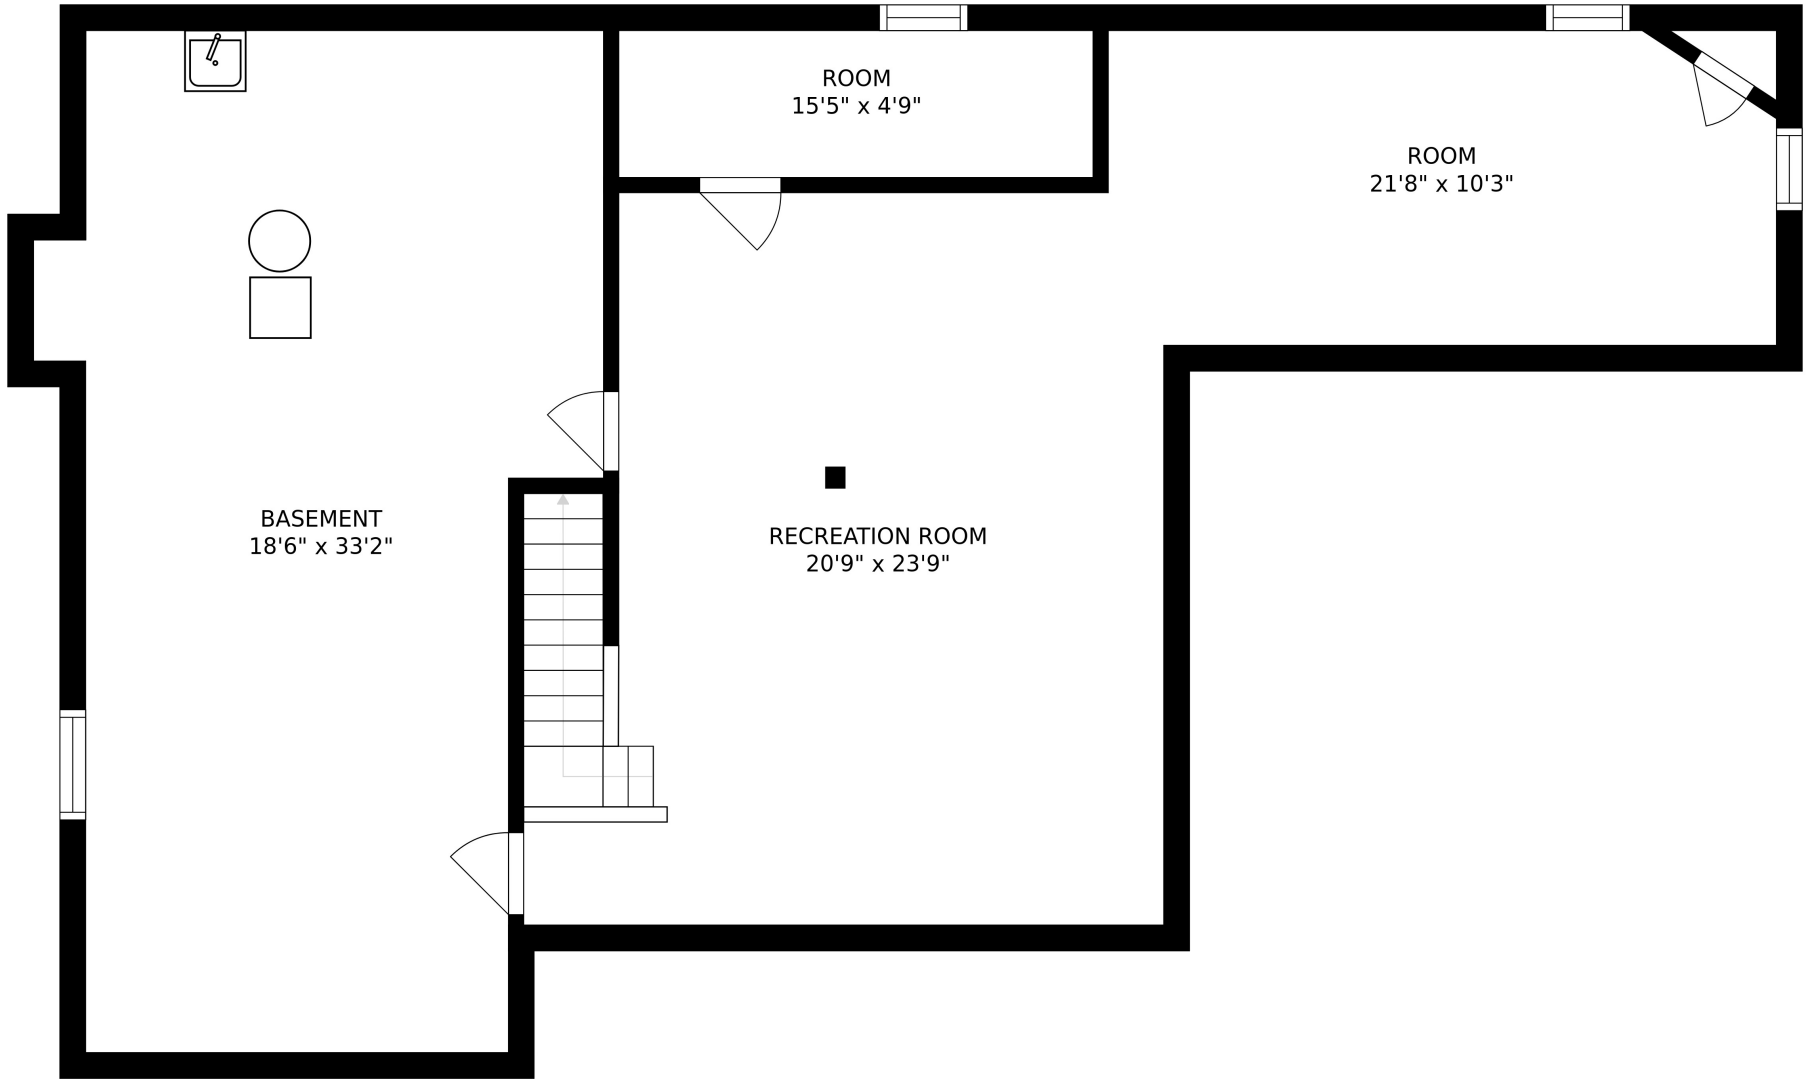 ROOM
15'5" x 4'9"
ROOM
21'8" x 10'3"
BASEMENT
18'6" x 33'2"
RECREATION ROOM
20'9" x 23'9"